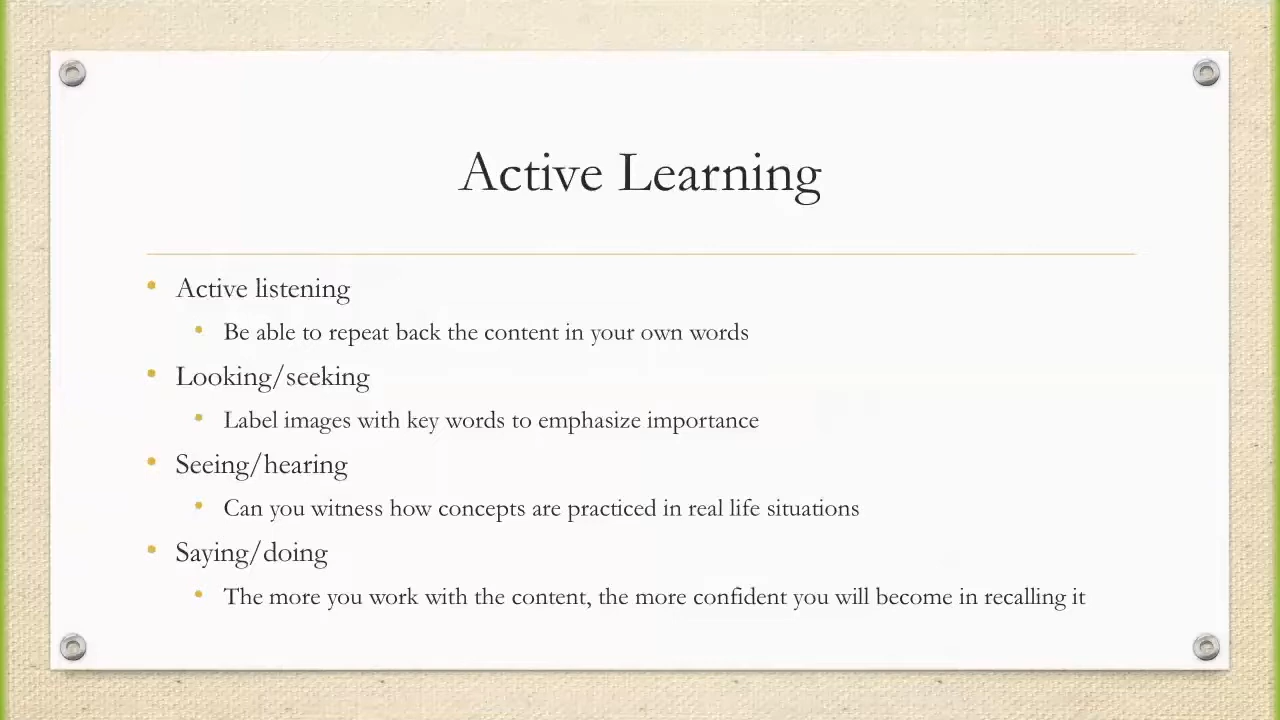 Active Learning
• Active listening
• Be able to repeat back the content in your own words
• Looking/seeking
• Label images with key words to emphasize importance
• Seeing/hearing
• Can you witness how concepts are practiced in real life situations
• Saying/doing
• The more you work with the content, the more confident you will become in recalling it